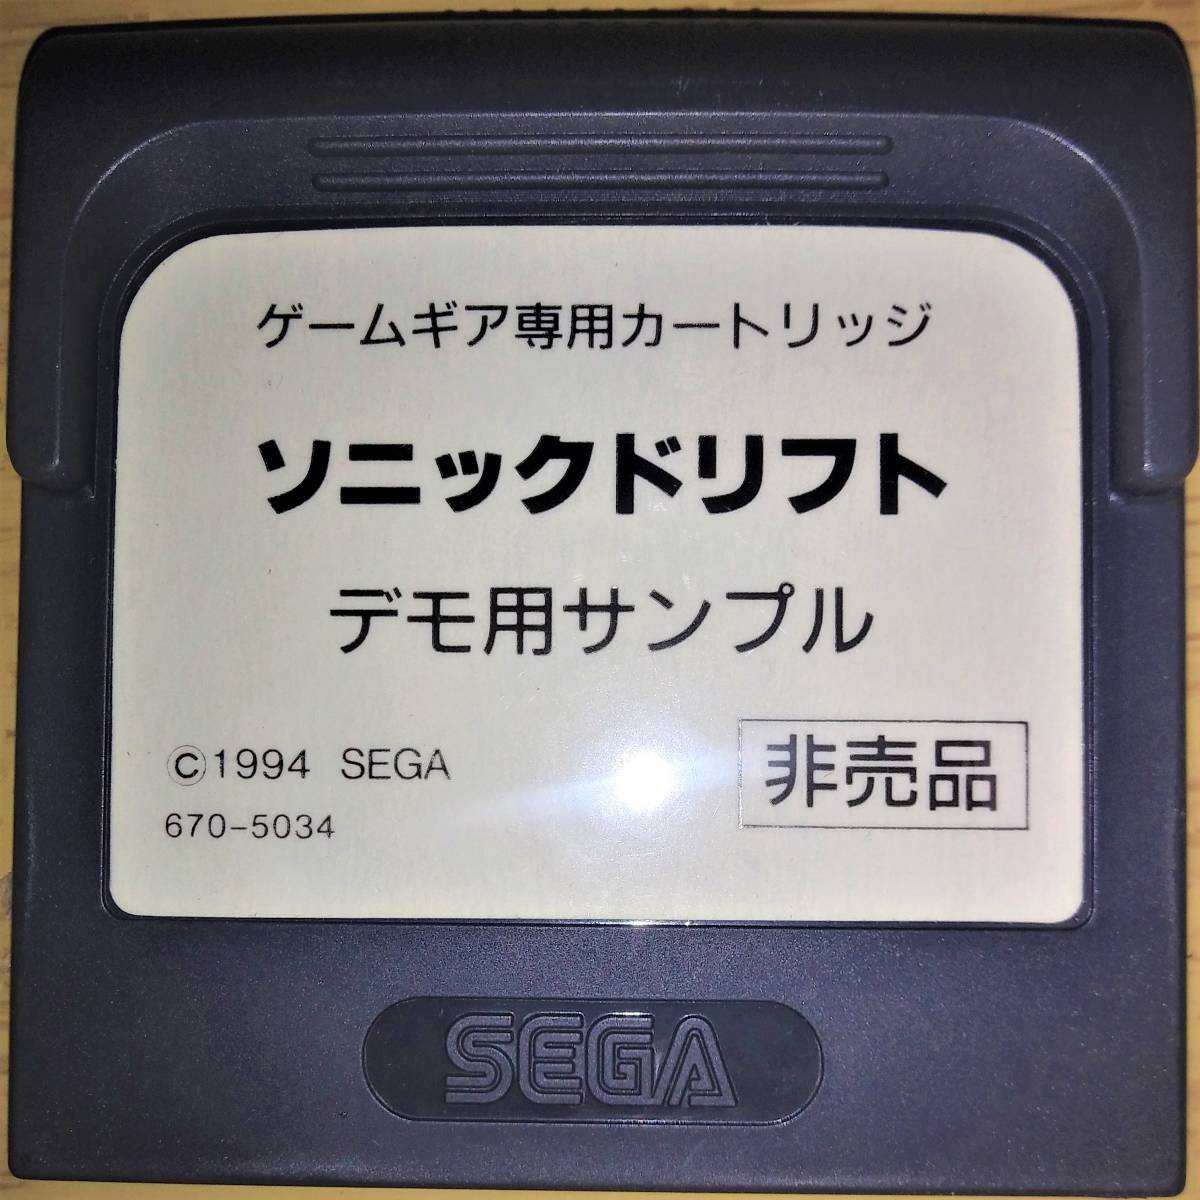 ゲームギア専用カートリッジ
ソニックドリフト
デモ用サンプル
©1994 SEGA
670-5034
非売品
SEGA